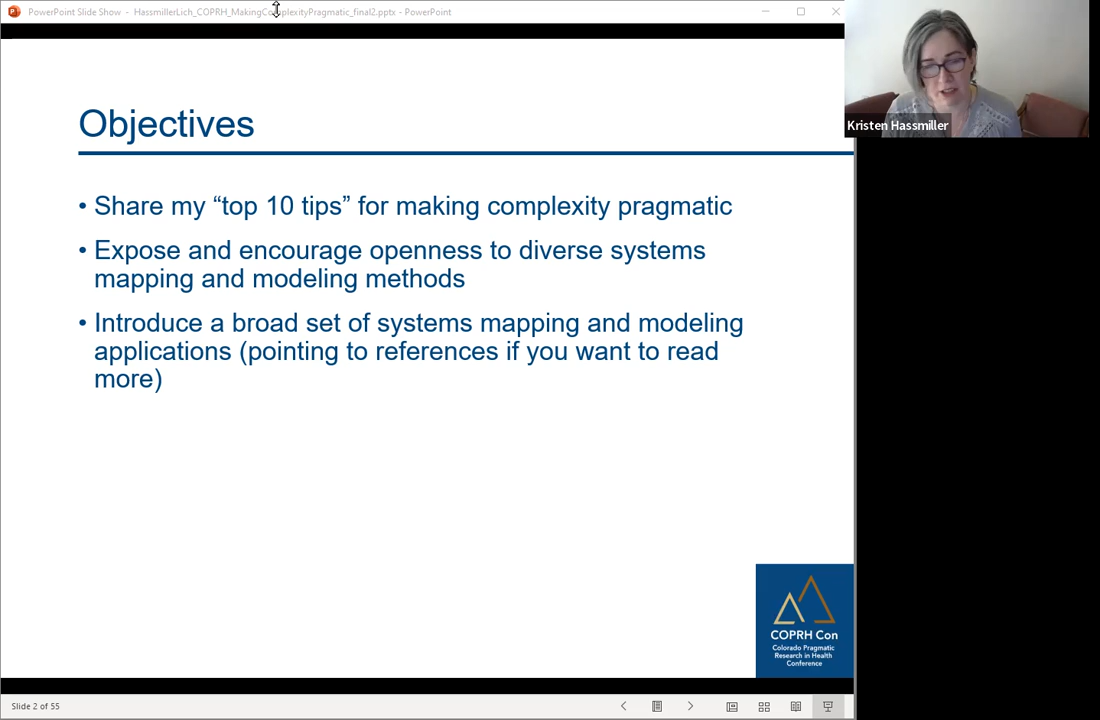 PowerPoint Slide Show - HassmillerLich_COPRH_MakingComplexityPragmatic_final2.pptx - PowerPoint
Kristen Hassmiller
Objectives
• Share my “top 10 tips” for making complexity pragmatic
• Expose and encourage openness to diverse systems
mapping and modeling methods
• Introduce a broad set of systems mapping and modeling
applications (pointing to references if you want to read
more)
COPRH Con
Colorado Pragmatic
Research in Health
Conference
Slide 2 of 55